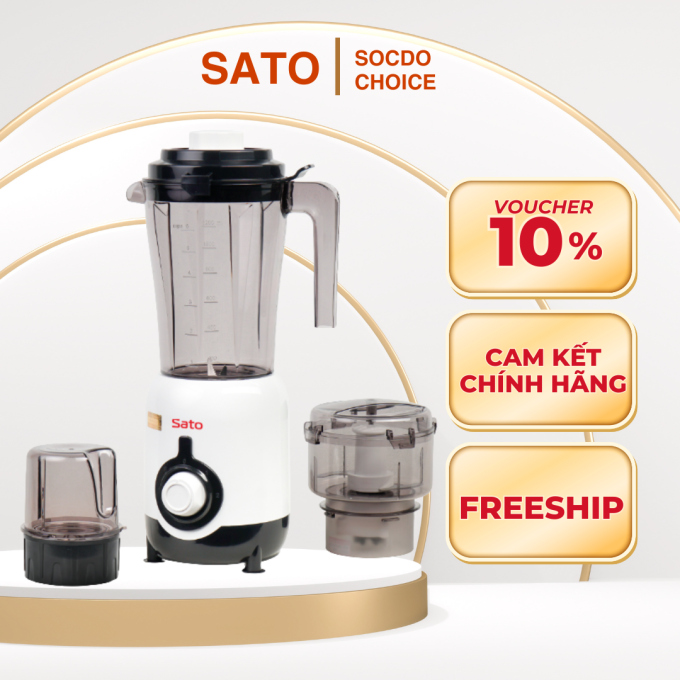 SATO
SOCDO
CHOICE
VOUCHER
10%
CAM KẾT
CHÍNH HÃNG
FREESHIP
Sato